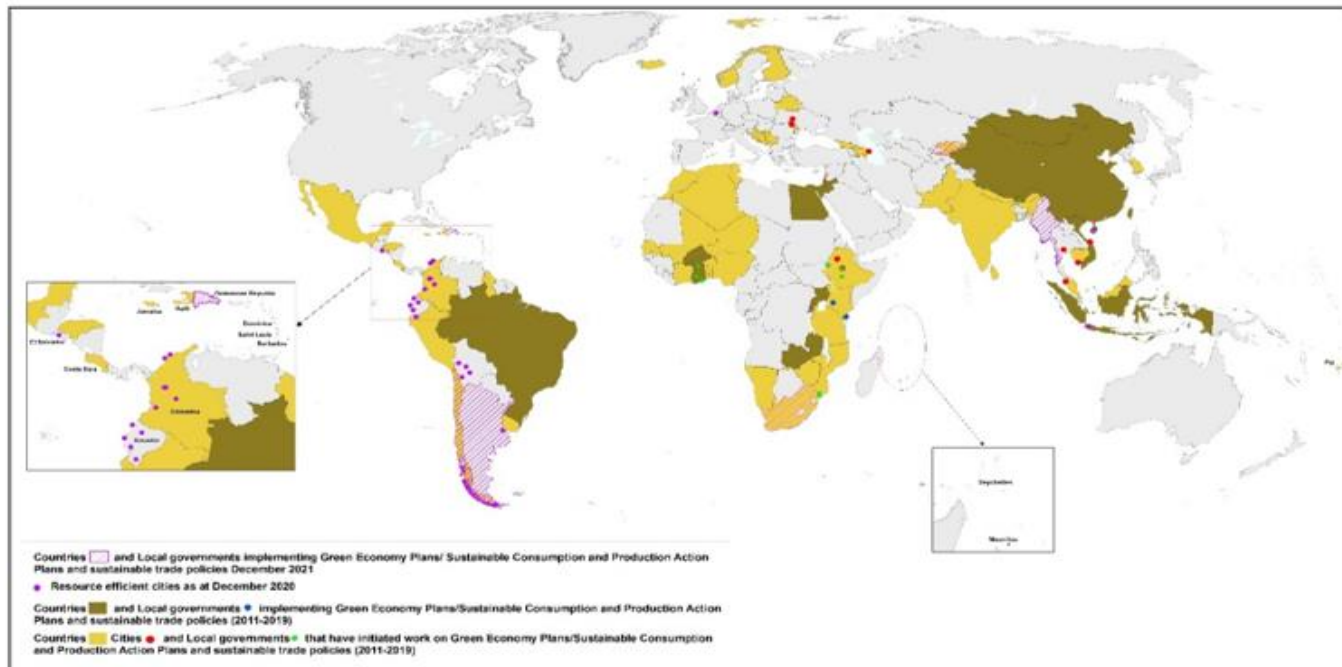 Dominican Republic
Jamaica
Haiti
Dominica
Saint Lucia
Barbados
El Salvador
Costa Rica
Colombia
Ecuador
Seychelles
Mauritius
Fiji
Countries and Local governments implementing Green Economy Plans/ Sustainable Consumption and Production Action
Plans and sustainable trade policies December 2021
Resource efficient cities as at December 2020
Countries and Local governments implementing Green Economy Plans/Sustainable Consumption and Production Action
Plans and sustainable trade policies (2011-2019)
Countries Cities and Local governments that have initiated work on Green Economy Plans/Sustainable Consumption
and Production Action Plans and sustainable trade policies (2011-2019)